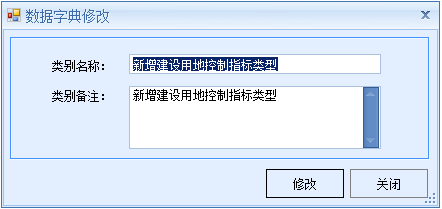 数据字典修改
类别名称：
新增建设用地控制指标类型
类别备注：
新增建设用地控制指标类型
修改
关闭